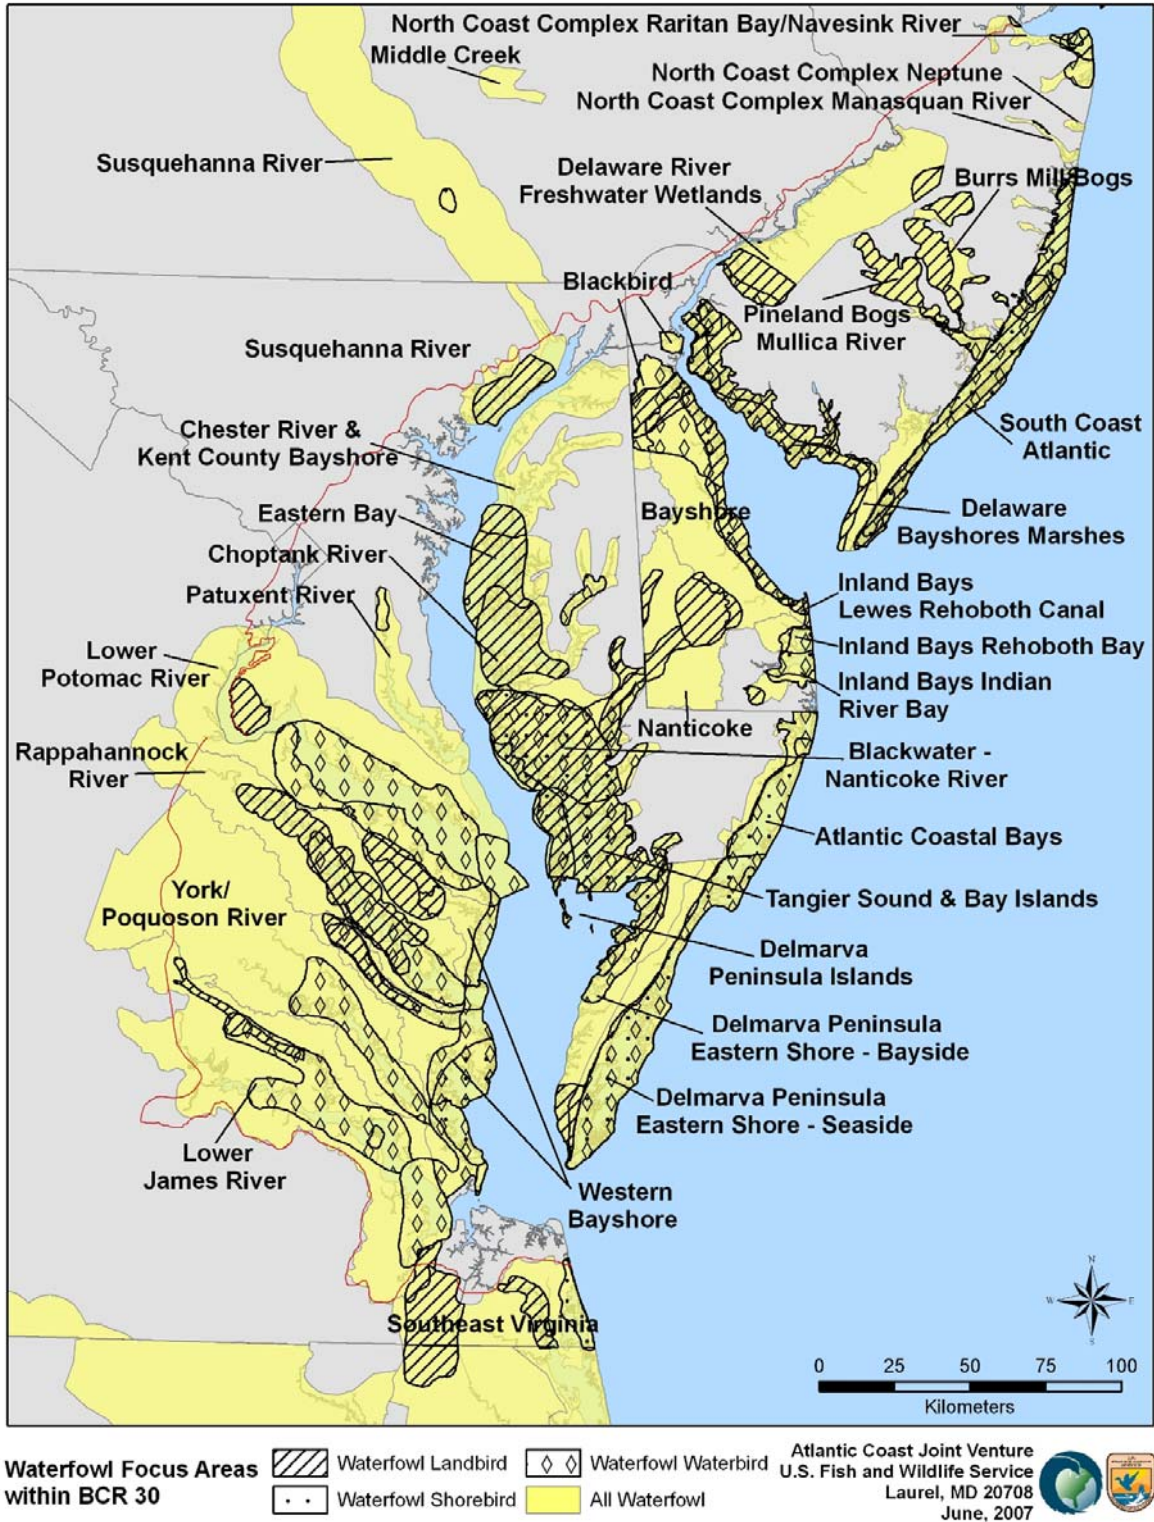 North Coast Complex Raritan Bay/Navesink River
Middle Creek
North Coast Complex Neptune
North Coast Complex Manasquan River
Susquehanna River
Delaware River
Freshwater Wetlands
Burrs Mill Bogs
Blackbird
Pineland Bogs
Mullica River
Susquehanna River
Chester River &
Kent County Bayshore
South Coast
Atlantic
Eastern Bay
Bayshore
Delaware
Bayshores Marshes
Choptank River
Patuxent River
Inland Bays
Lewes Rehoboth Canal
Lower
Potomac River
Inland Bays Rehoboth Bay
Inland Bays Indian
River Bay
Nanticoke
Rappahannock
River
Blackwater -
Nanticoke River
Atlantic Coastal Bays
York/
Poquoson River
Tangier Sound & Bay Islands
Delmarva
Peninsula Islands
Delmarva Peninsula
Eastern Shore - Bayside
Delmarva Peninsula
Eastern Shore - Seaside
Lower
James River
Western
Bayshore
Southeast Virginia
N
W E
S
0 25 50 75 100
Kilometers
Waterfowl Focus Areas
within BCR 30
Waterfowl Landbird
Waterfowl Waterbird
Waterfowl Shorebird
All Waterfowl
Atlantic Coast Joint Venture
U.S. Fish and Wildlife Service
Laurel, MD 20708
June, 2007